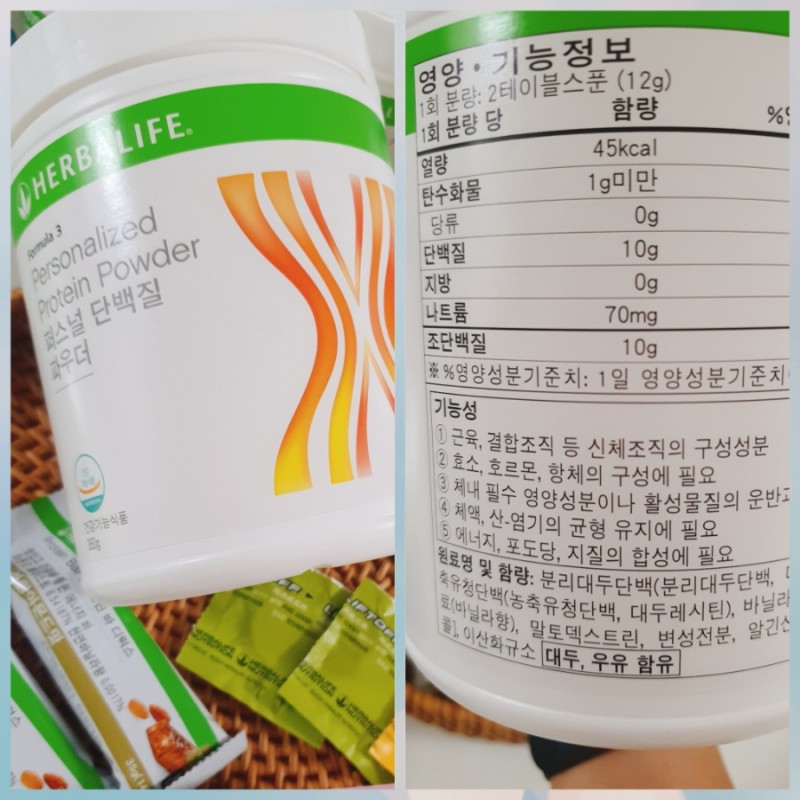 HERBALIFE®
Formula 3
Personalized
Protein Powder
퍼스널 단백질
파우더
건강기능식품
영양·기능정보
1회 분량: 2테이블스푼 (12g)
1회 분량 당 함량 %영
열량 45kcal
탄수화물 1g미만
당류 0g
단백질 10g
지방 0g
나트륨 70mg
조단백질 10g
※ %영양성분기준치: 1일 영양성분기준치
기능성
① 근육, 결합조직 등 신체조직의 구성성분
② 효소, 호르몬, 항체의 구성에 필요
③ 체내 필수 영양성분이나 활성물질의 운반과
④ 체액, 산-염기의 균형 유지에 필요
⑤ 에너지, 포도당, 지질의 합성에 필요
원료명 및 함량: 분리대두단백(분리대두단백,
축유청단백(농축유청단백, 대두레시틴), 바닐라
료(바닐라향), 말토덱스트린, 변성전분, 알긴산
콜], 이산화규소 대두, 우유 함유